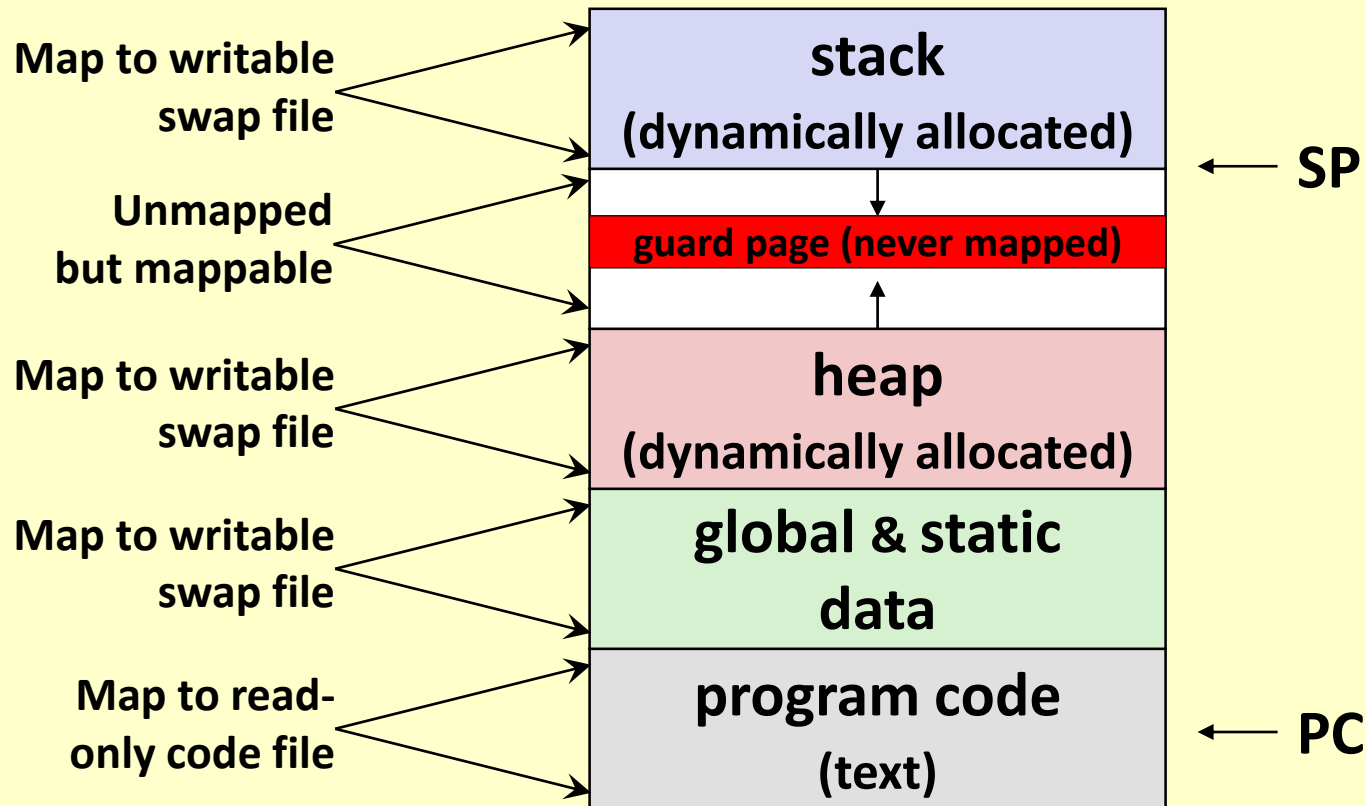 Map to writable
swap file
stack
(dynamically allocated)
SP
Unmapped
but mappable
guard page (never mapped)
Map to writable
swap file
heap
(dynamically allocated)
Map to writable
swap file
global & static
data
Map to read-
only code file
program code
(text)
PC